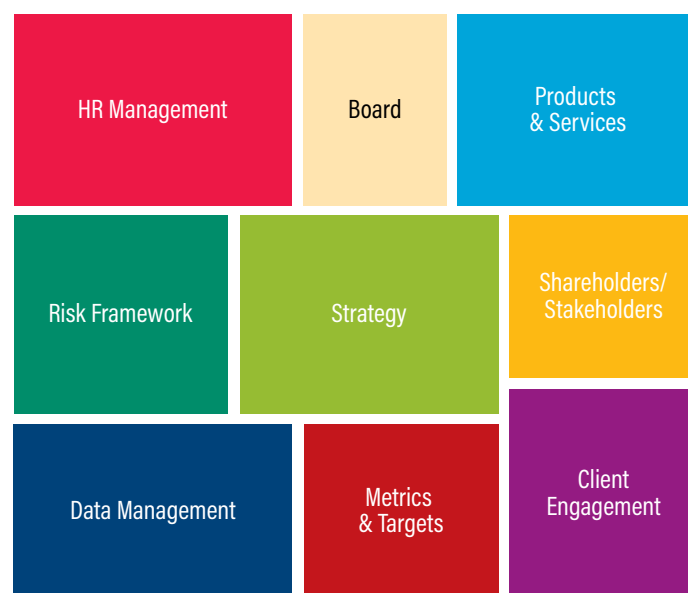 HR Management
Board
Products
& Services
Risk Framework
Strategy
Shareholders/
Stakeholders
Data Management
Metrics
& Targets
Client
Engagement